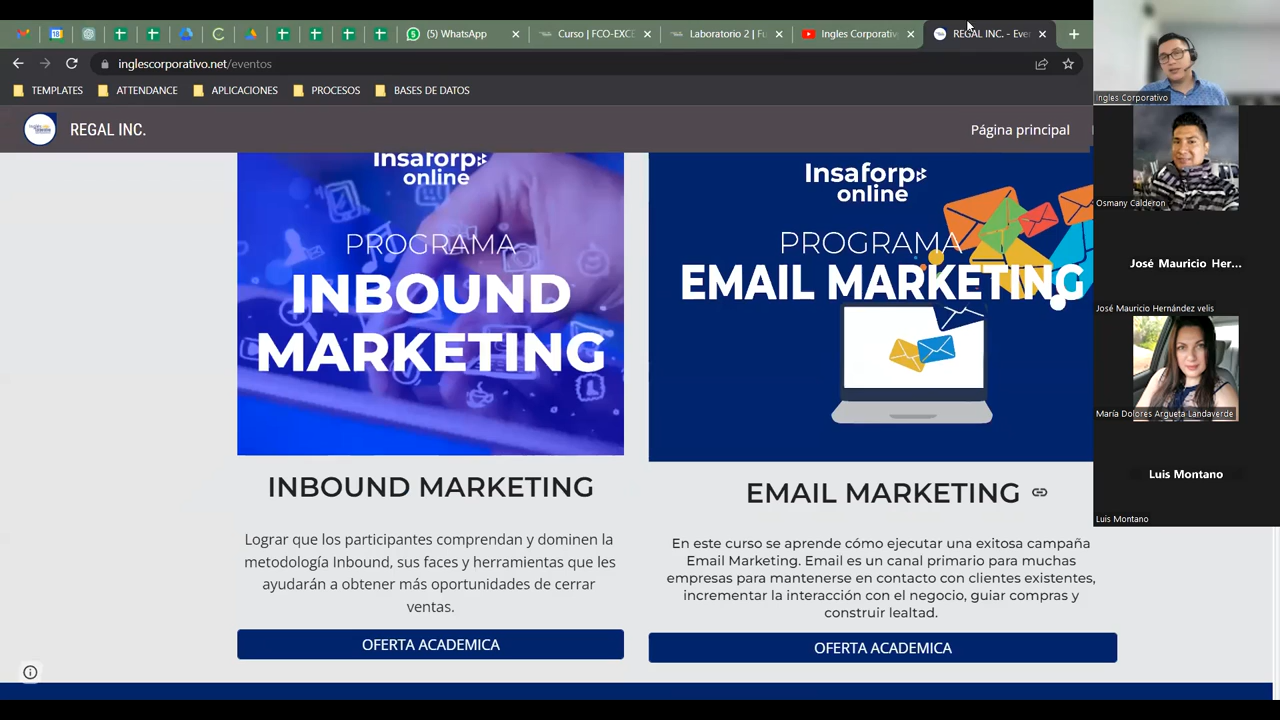 (5) WhatsApp
Curso | FCO-EXCE
Laboratorio 2 | Fu
Ingles Corporativ
REGAL INC. - Eve
inglescorporativo.net/eventos
TEMPLATES
ATTENDANCE
APLICACIONES
PROCESOS
BASES DE DATOS
REGAL INC.
Página principal
Insaforp
online
PROGRAMA
INBOUND
MARKETING
INBOUND MARKETING
Lograr que los participantes comprendan y dominen la
metodología Inbound, sus faces y herramientas que les
ayudarán a obtener más oportunidades de cerrar
ventas.
OFERTA ACADEMICA
Insaforp
online
PROGRAMA
EMAIL MARKETING
EMAIL MARKETING
En este curso se aprende cómo ejecutar una exitosa campaña
Email Marketing. Email es un canal primario para muchas
empresas para mantenerse en contacto con clientes existentes,
incrementar la interacción con el negocio, guiar compras y
construir lealtad.
OFERTA ACADEMICA
Ingles Corporativo
Osmany Calderon
José Mauricio Her...
José Mauricio Hernández velis
María Dolores Argueta Landaverde
Luis Montano
Luis Montano